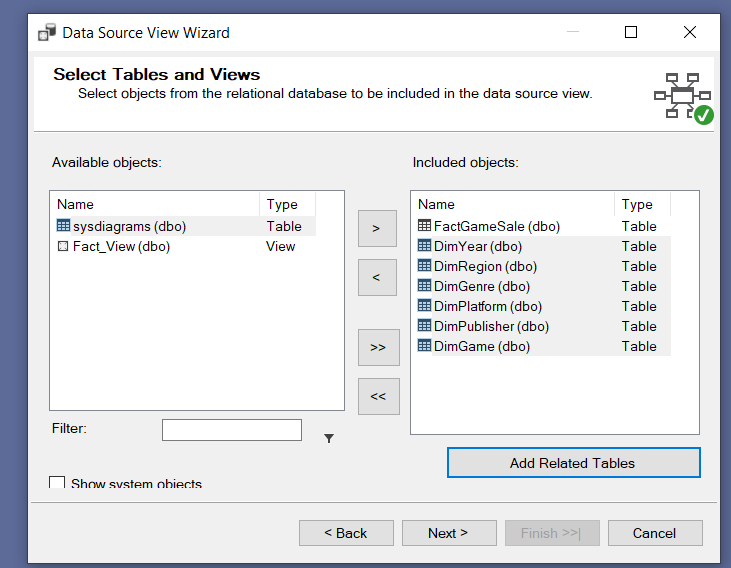 Data Source View Wizard
Select Tables and Views
Select objects from the relational database to be included in the data source view.
Available objects:
Name Type
sysdiagrams (dbo) Table
Fact_View (dbo) View
Filter:
Show system objects
>
<
>>
<<
Included objects:
Name Type
FactGameSale (dbo) Table
DimYear (dbo) Table
DimRegion (dbo) Table
DimGenre (dbo) Table
DimPlatform (dbo) Table
DimPublisher (dbo) Table
DimGame (dbo) Table
Add Related Tables
< Back Next > Finish >>| Cancel